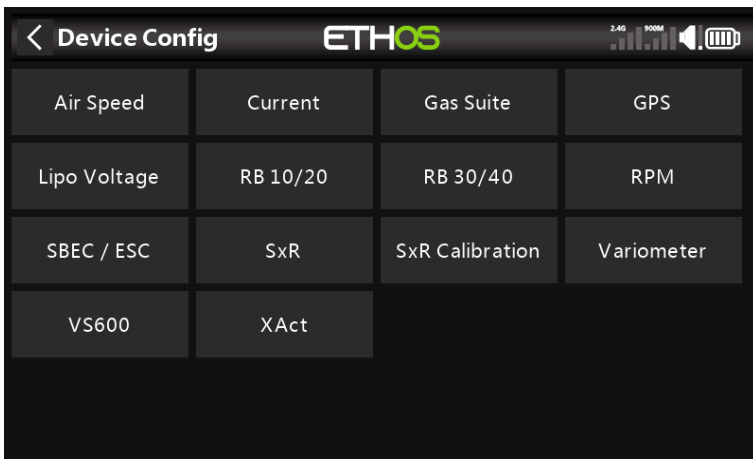 Device Config ETHOS 2.4G 900M
Air Speed Current Gas Suite GPS
Lipo Voltage RB 10/20 RB 30/40 RPM
SBEC / ESC SxR SxR Calibration Variometer
VS600 XAct